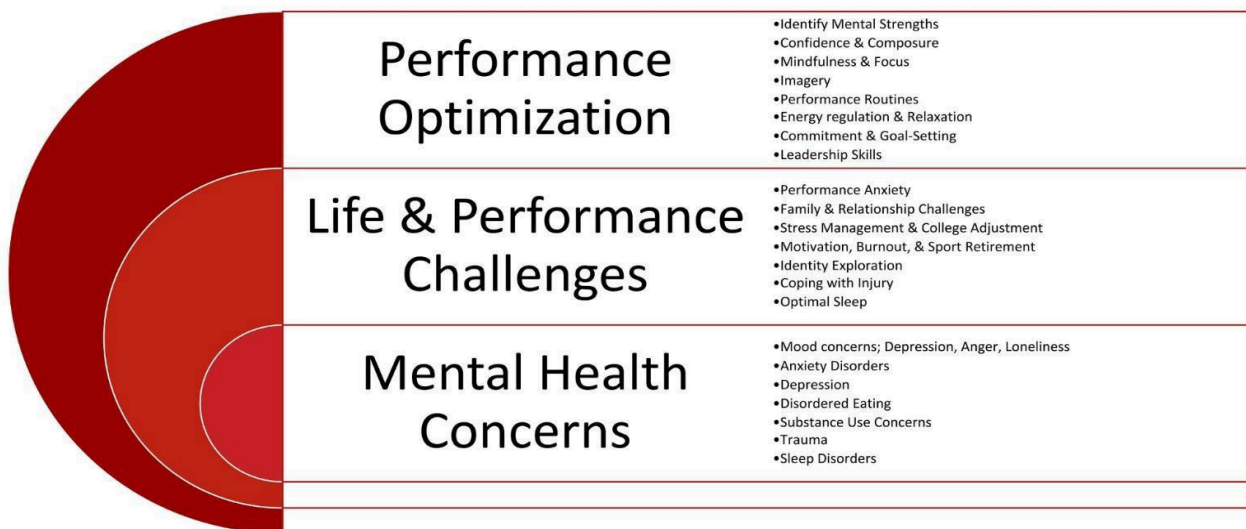 Performance
Optimization
•Identify Mental Strengths
•Confidence & Composure
•Mindfulness & Focus
•Imagery
•Performance Routines
•Energy regulation & Relaxation
•Commitment & Goal-Setting
•Leadership Skills
Life & Performance
Challenges
•Performance Anxiety
•Family & Relationship Challenges
•Stress Management & College Adjustment
•Motivation, Burnout, & Sport Retirement
•Identity Exploration
•Coping with Injury
•Optimal Sleep
Mental Health
Concerns
•Mood concerns; Depression, Anger, Loneliness
•Anxiety Disorders
•Depression
•Disordered Eating
•Substance Use Concerns
•Trauma
•Sleep Disorders